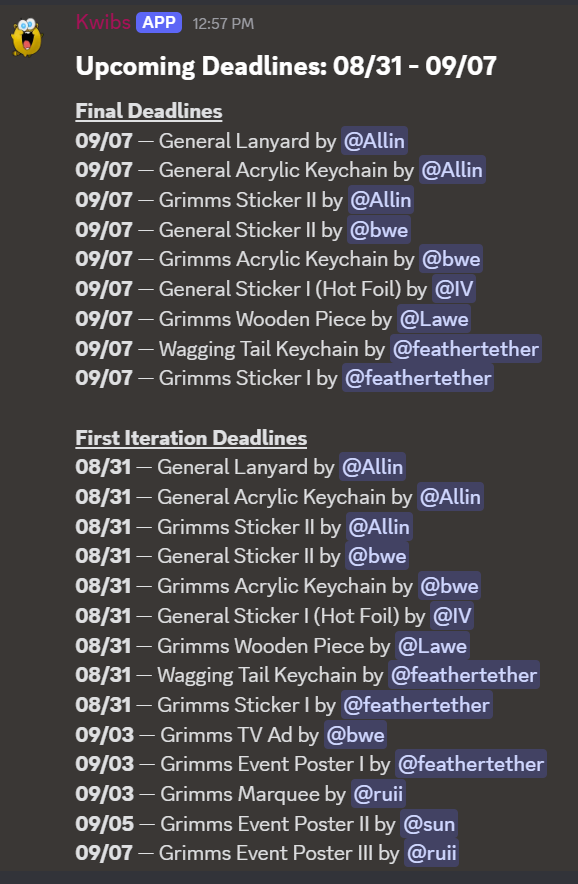 Kwibs APP 12:57 PM
Upcoming Deadlines: 08/31 - 09/07
Final Deadlines
09/07 — General Lanyard by @Allin
09/07 — General Acrylic Keychain by @Allin
09/07 — Grimms Sticker II by @Allin
09/07 — General Sticker II by @bwe
09/07 — Grimms Acrylic Keychain by @bwe
09/07 — General Sticker I (Hot Foil) by @IV
09/07 — Grimms Wooden Piece by @Lawe
09/07 — Wagging Tail Keychain by @feathertether
09/07 — Grimms Sticker I by @feathertether
First Iteration Deadlines
08/31 — General Lanyard by @Allin
08/31 — General Acrylic Keychain by @Allin
08/31 — Grimms Sticker II by @Allin
08/31 — General Sticker II by @bwe
08/31 — Grimms Acrylic Keychain by @bwe
08/31 — General Sticker I (Hot Foil) by @IV
08/31 — Grimms Wooden Piece by @Lawe
08/31 — Wagging Tail Keychain by @feathertether
08/31 — Grimms Sticker I by @feathertether
09/03 — Grimms TV Ad by @bwe
09/03 — Grimms Event Poster I by @feathertether
09/03 — Grimms Marquee by @ruii
09/05 — Grimms Event Poster II by @sun
09/07 — Grimms Event Poster III by @ruii